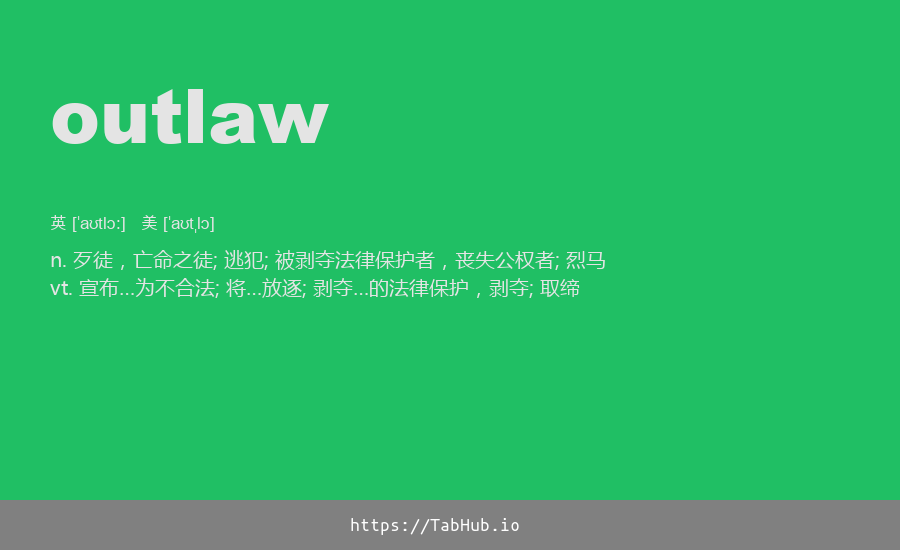 outlaw
英 [ˈaʊtlɔː] 美 [ˈaʊtˌlɔ]
n. 歹徒，亡命之徒; 逃犯; 被剥夺法律保护者，丧失公权者; 烈马
vt. 宣布…为不合法; 将…放逐; 剥夺…的法律保护，剥夺; 取缔
https://TabHub.io